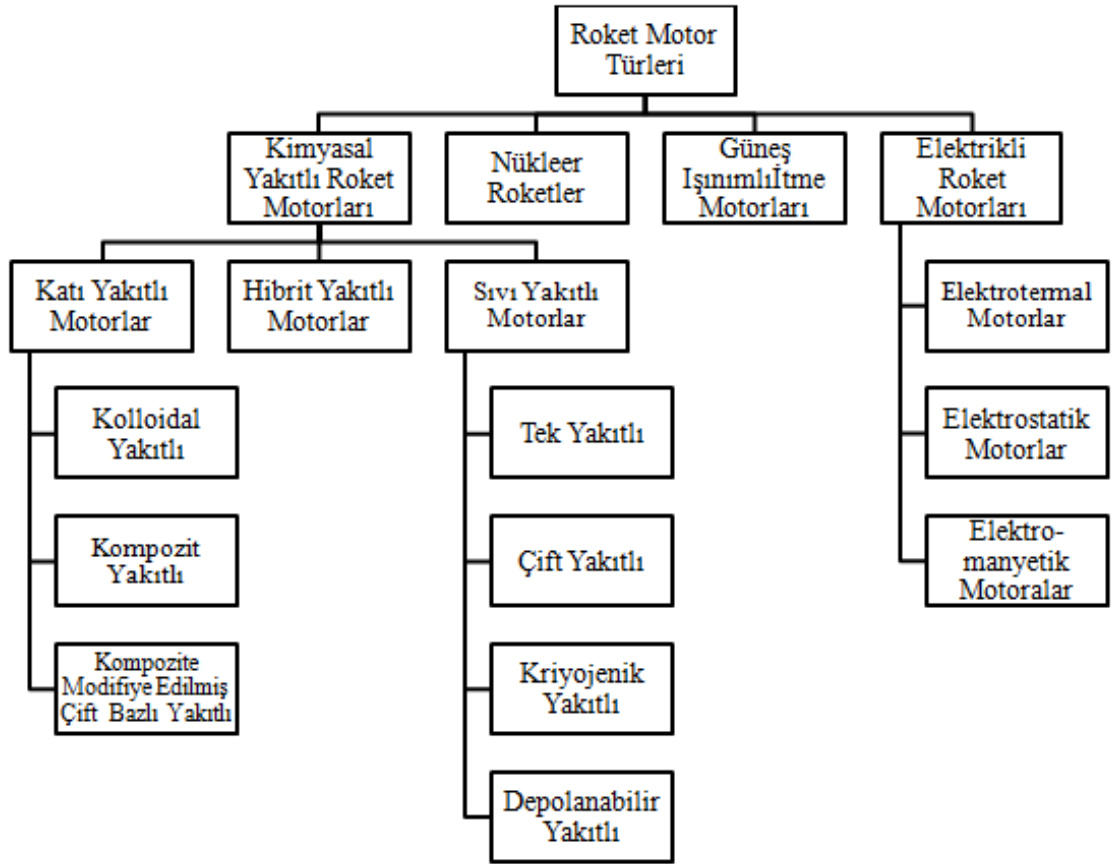 Roket Motor
Türleri
Kimyasal
Yakıtlı Roket
Motorları
Nükleer
Roketler
Güneş
Işınımlıİtme
Motorları
Elektrikli
Roket
Motorları
Katı Yakıtlı
Motorlar
Hibrit Yakıtlı
Motorlar
Sıvı Yakıtlı
Motorlar
Kolloidal
Yakıtlı
Kompozit
Yakıtlı
Kompozite
Modifiye Edilmiş
Çift Bazlı Yakıtlı
Tek Yakıtlı
Çift Yakıtlı
Kriyojenik
Yakıtlı
Depolanabilir
Yakıtlı
Elektrotermal
Motorlar
Elektrostatik
Motorlar
Elektro-
manyetik
Motoralar